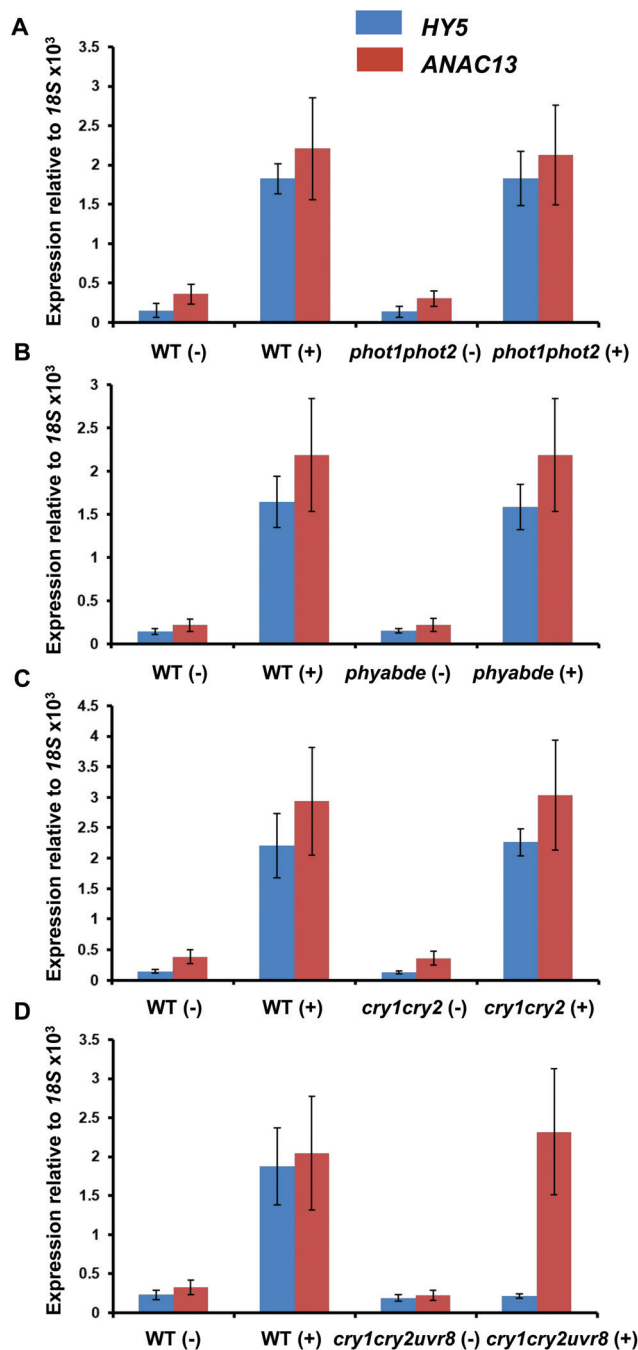 A
HY5
ANAC13
Expression relative to 18S x10³
3.5
3
2.5
2
1.5
1
0.5
0
WT (-)
WT (+)
phot1phot2 (-)
phot1phot2 (+)
B
Expression relative to 18S x10³
3
2.5
2
1.5
1
0.5
0
WT (-)
WT (+)
phyabde (-)
phyabde (+)
C
Expression relative to 18S x10³
4.5
4
3.5
3
2.5
2
1.5
1
0.5
0
WT (-)
WT (+)
cry1cry2 (-)
cry1cry2 (+)
D
Expression relative to 18S x10³
3.5
3
2.5
2
1.5
1
0.5
0
WT (-)
WT (+)
cry1cry2uvr8 (-)
cry1cry2uvr8 (+)